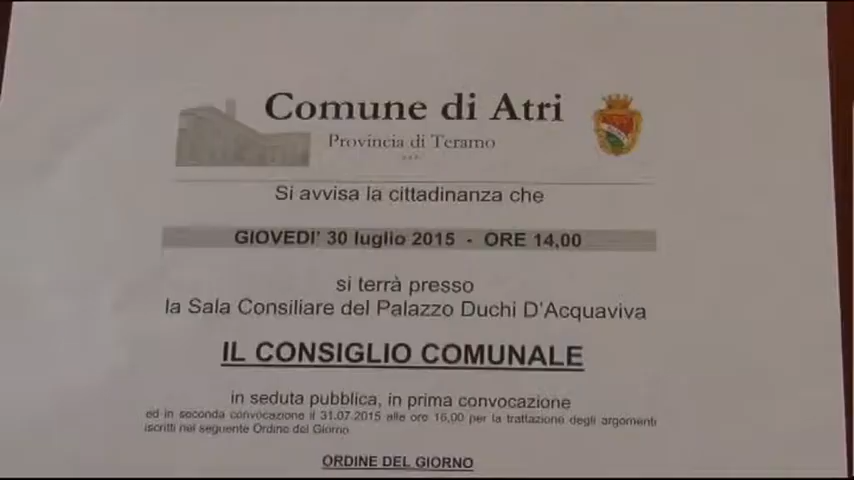 Comune di Atri
Provincia di Teramo
***
Si avvisa la cittadinanza che
GIOVEDI' 30 luglio 2015 - ORE 14,00
si terrà presso
la Sala Consiliare del Palazzo Duchi D'Acquaviva
IL CONSIGLIO COMUNALE
in seduta pubblica, in prima convocazione
ed in seconda convocazione il 31.07.2015 alle ore 16,00 per la trattazione degli argomenti
iscritti nel seguente Ordine del Giorno
ORDINE DEL GIORNO